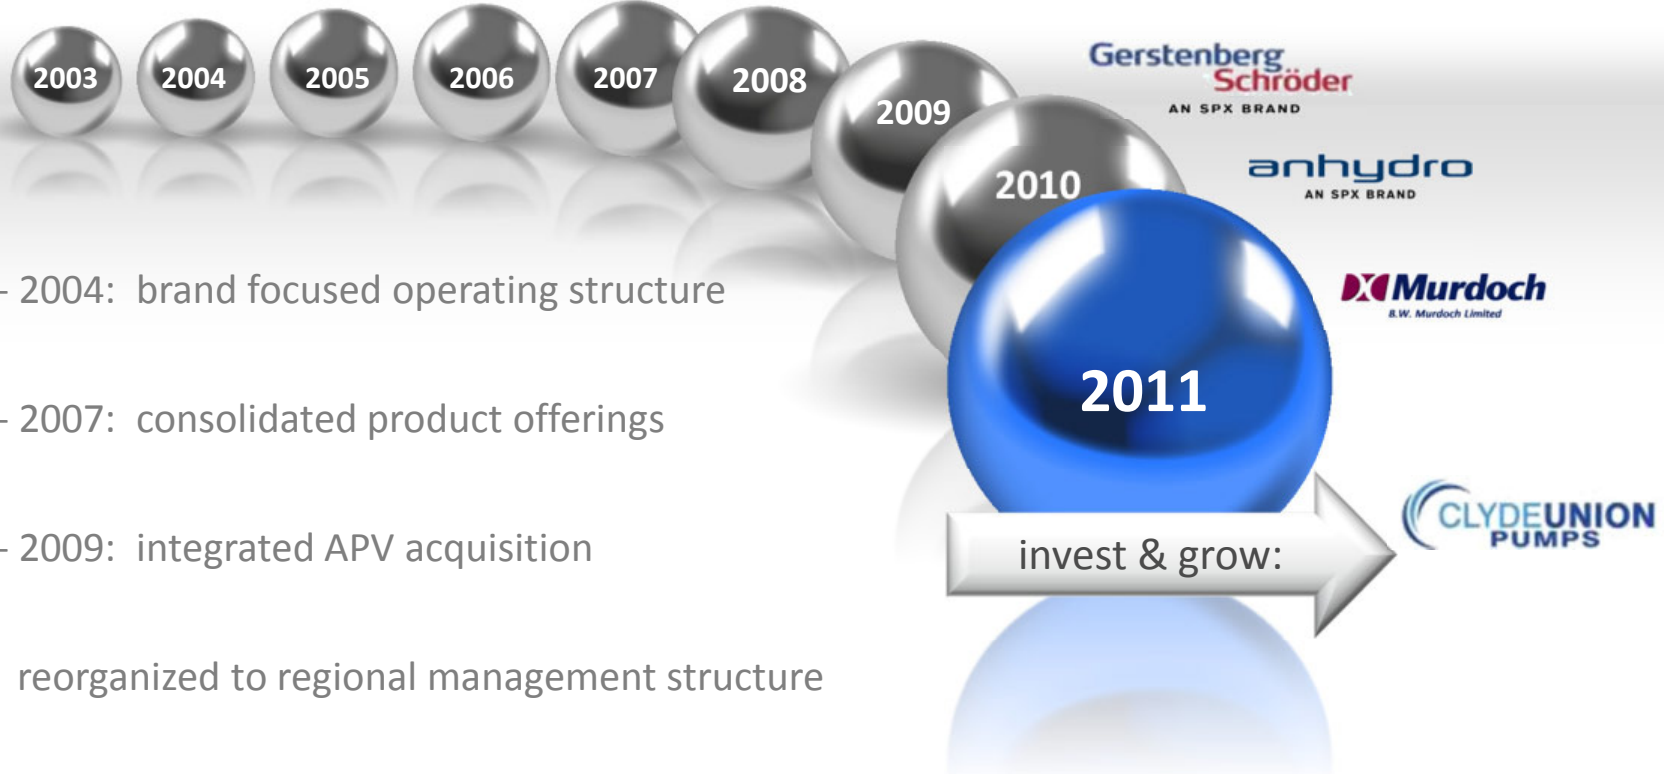 2003 2004 2005 2006 2007 2008
2009
2010
2011
Gerstenberg
Schröder
AN SPX BRAND
anhydro
AN SPX BRAND
Murdoch
B.W. Murdoch Limited
- 2004: brand focused operating structure
- 2007: consolidated product offerings
- 2009: integrated APV acquisition
reorganized to regional management structure
invest & grow:
CLYDEUNION
PUMPS